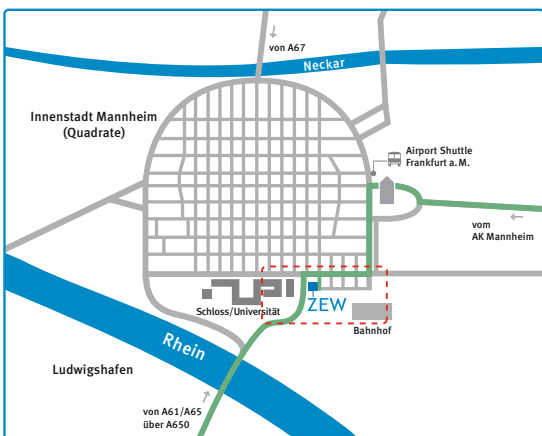 von A67
Neckar
Innenstadt Mannheim
(Quadrate)
Airport Shuttle
Frankfurt a.M.
vom
AK Mannheim
Schloss/Universität
ZEW
Bahnhof
Rhein
Ludwigshafen
von A61/A65
über A650